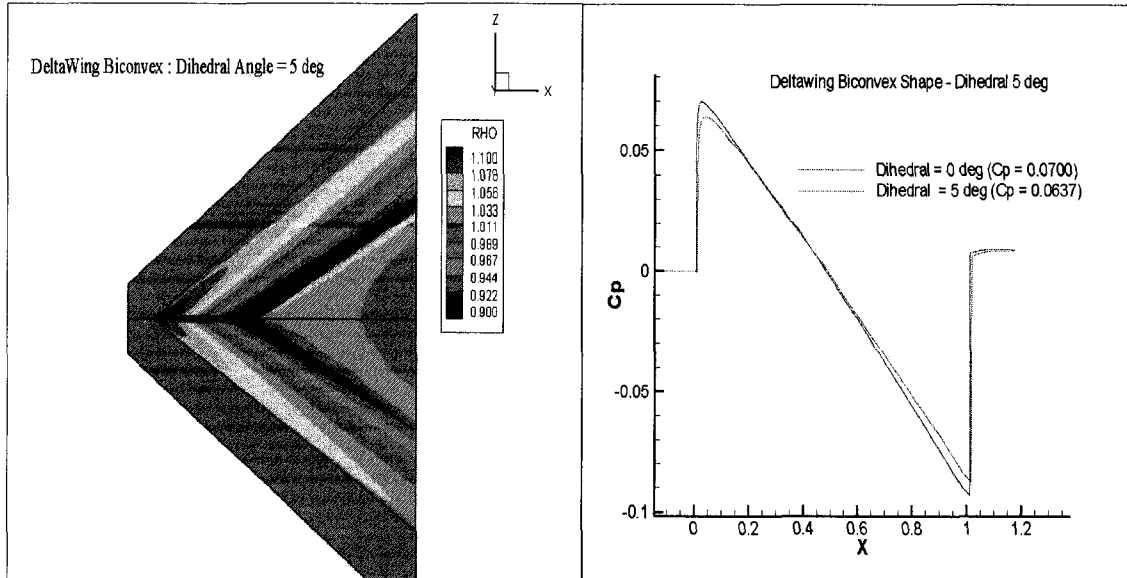 DeltaWing Biconvex : Dihedral Angle = 5 deg
Z
Y
X
RHO
1.100
1.078
1.056
1.033
1.011
0.989
0.967
0.944
0.922
0.900
Deltawing Biconvex Shape - Dihedral 5 deg
Dihedral = 0 deg (Cp = 0.0700)
Dihedral = 5 deg (Cp = 0.0637)
0.05
0
-0.05
-0.1
Cp
0
0.2
0.4
0.6
0.8
1
1.2
X